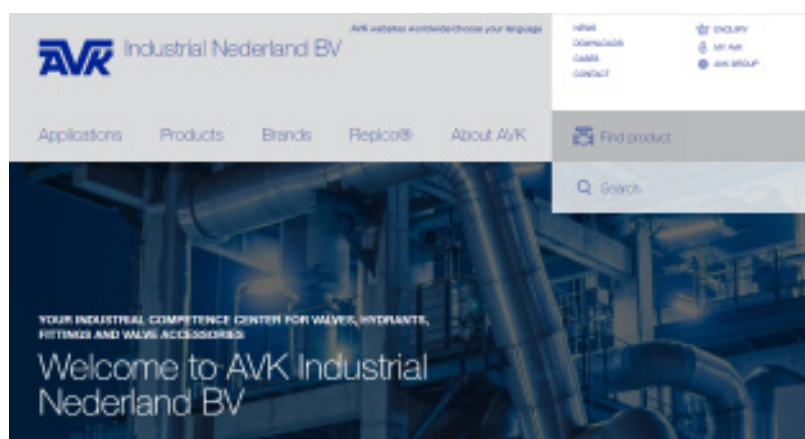 AVK
Industrial Nederland BV
AVK websites worldwide/choose your language
NEWS
DOWNLOADS
CASES
CONTACT
ENQUIRY
MY AVK
AVK GROUP
Applications
Products
Brands
Repico®
About AVK
Find product
Search
YOUR INDUSTRIAL COMPETENCE CENTER FOR VALVES, HYDRANTS,
FITTINGS AND VALVE ACCESSORIES
Welcome to AVK Industrial
Nederland BV